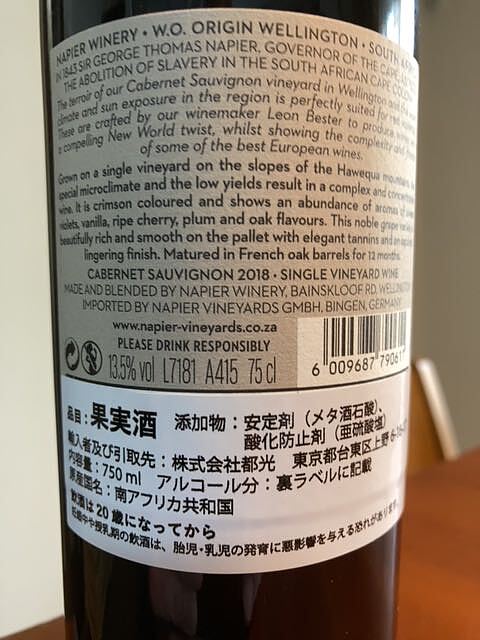 NAPIER WINERY • W.O. ORIGIN WELLINGTON • SOUTH
IN 1843 SIR GEORGE THOMAS NAPIER, GOVERNOR OF THE CAPE
THE ABOLITION OF SLAVERY IN THE SOUTH AFRICAN CAPE
The terroir of our Cabernet Sauvignon vineyard in Wellington and the
climate and sun exposure in the region is perfectly suited for red
These are crafted by our winemaker Leon Bester to produce wines
a compelling New World twist, whilst showing the complexity and
of some of the best European wines.
Grown on a single vineyard on the slopes of the Hawequa mountains
special microclimate and the low yields result in a complex and
wine. It is crimson coloured and shows an abundance of aromas of sweet
violets, vanilla, ripe cherry, plum and oak flavours. This noble grape
beautifully rich and smooth on the pallet with elegant tannins and
lingering finish. Matured in French oak barrels for 12 months.
CABERNET SAUVIGNON 2018 • SINGLE VINEYARD WINE
MADE AND BLENDED BY NAPIER WINERY, BAINSKLOOF RD, WELLINGTON
IMPORTED BY NAPIER VINEYARDS GMBH, BINGEN, GERMANY
www.napier-vineyards.co.za
PLEASE DRINK RESPONSIBLY
13.5% vol L7181 A415 75 cl
6 009687 79061
品目：果実酒 添加物：安定剤（メタ酒石酸）、
酸化防止剤（亜硫酸塩）
輸入者及び引取先：株式会社都光 東京都台東区上野
内容量：750 ml アルコール分：裏ラベルに記載
原産国名：南アフリカ共和国
飲酒は20歳になってから
妊娠中や授乳期の飲酒は、胎児・乳児の発育に悪影響を与える恐れがあります。